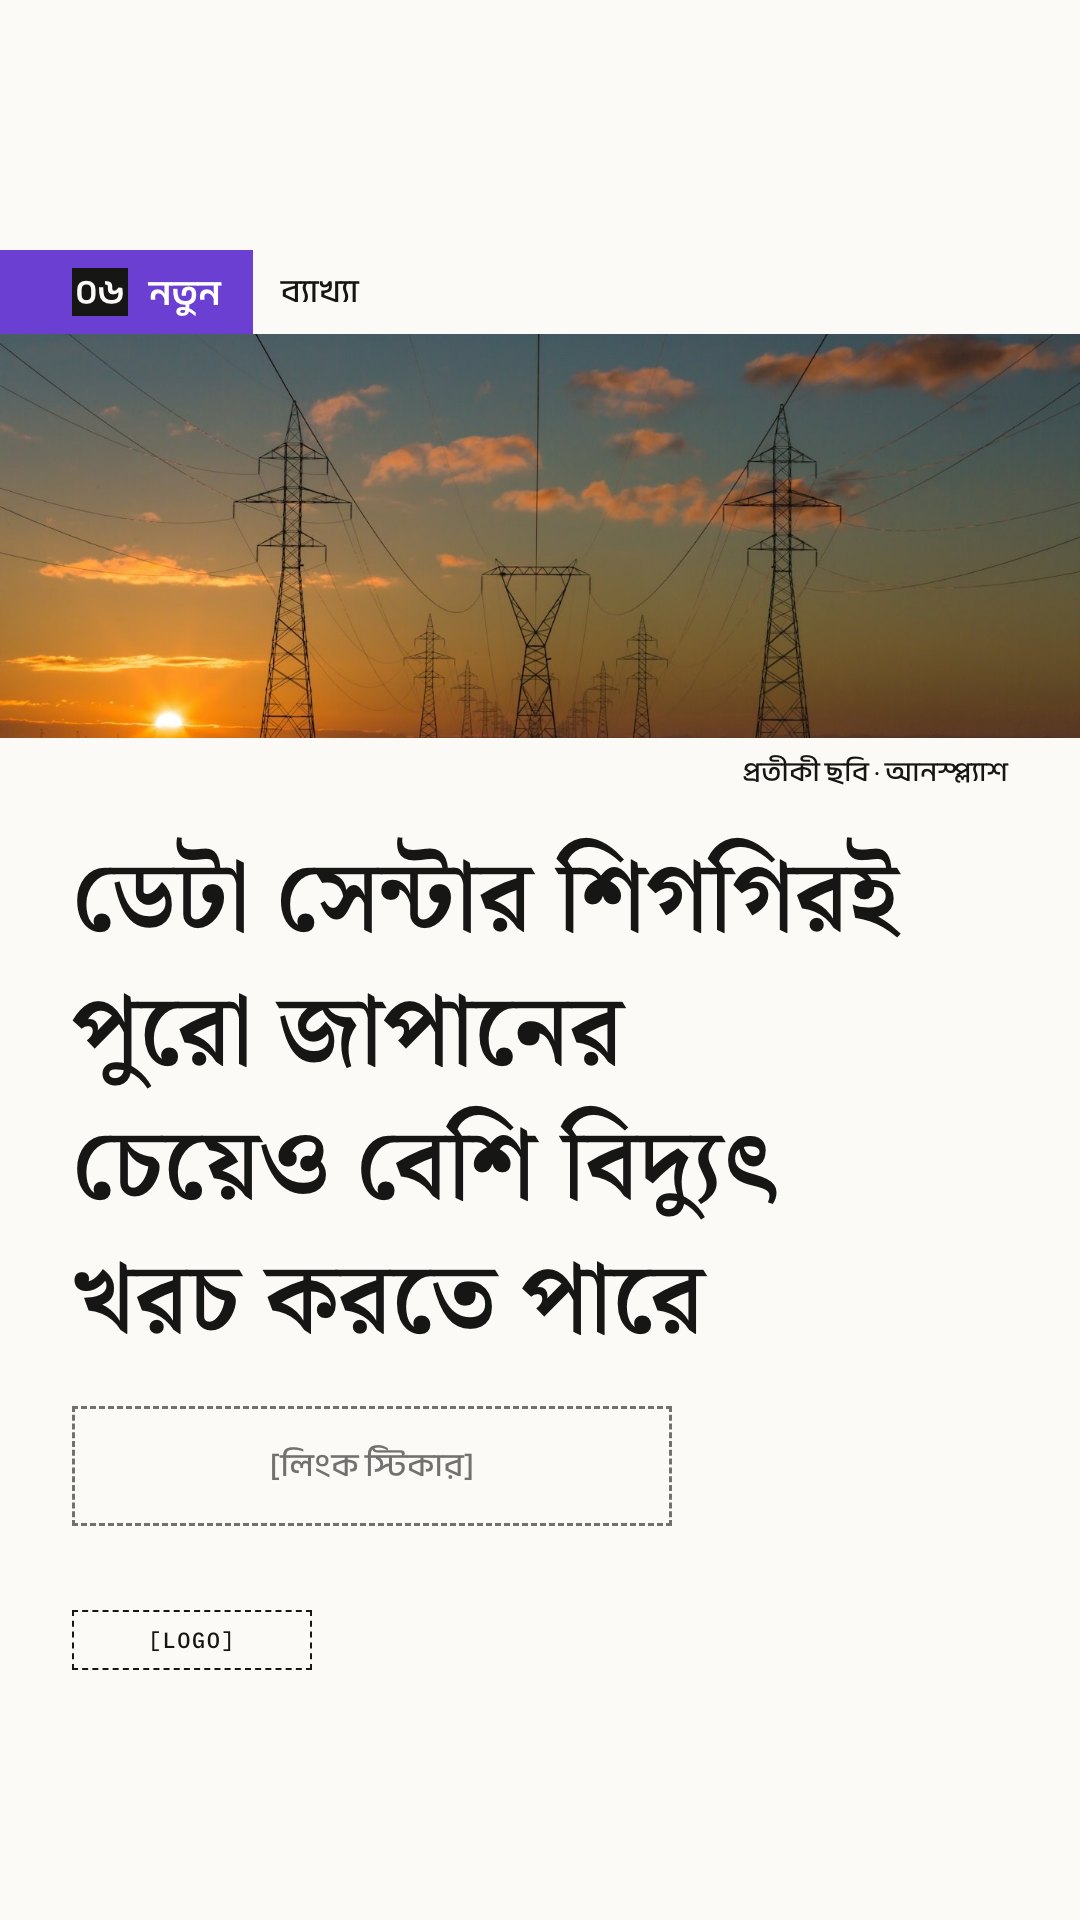 ০৬ নতুন ব্যাখ্যা
প্রতীকী ছবি · আনস্প্ল্যাশ
ডেটা সেন্টার শিগগিরই
পুরো জাপানের
চেয়েও বেশি বিদ্যুৎ
খরচ করতে পারে
[লিংক স্টিকার]
[LOGO]